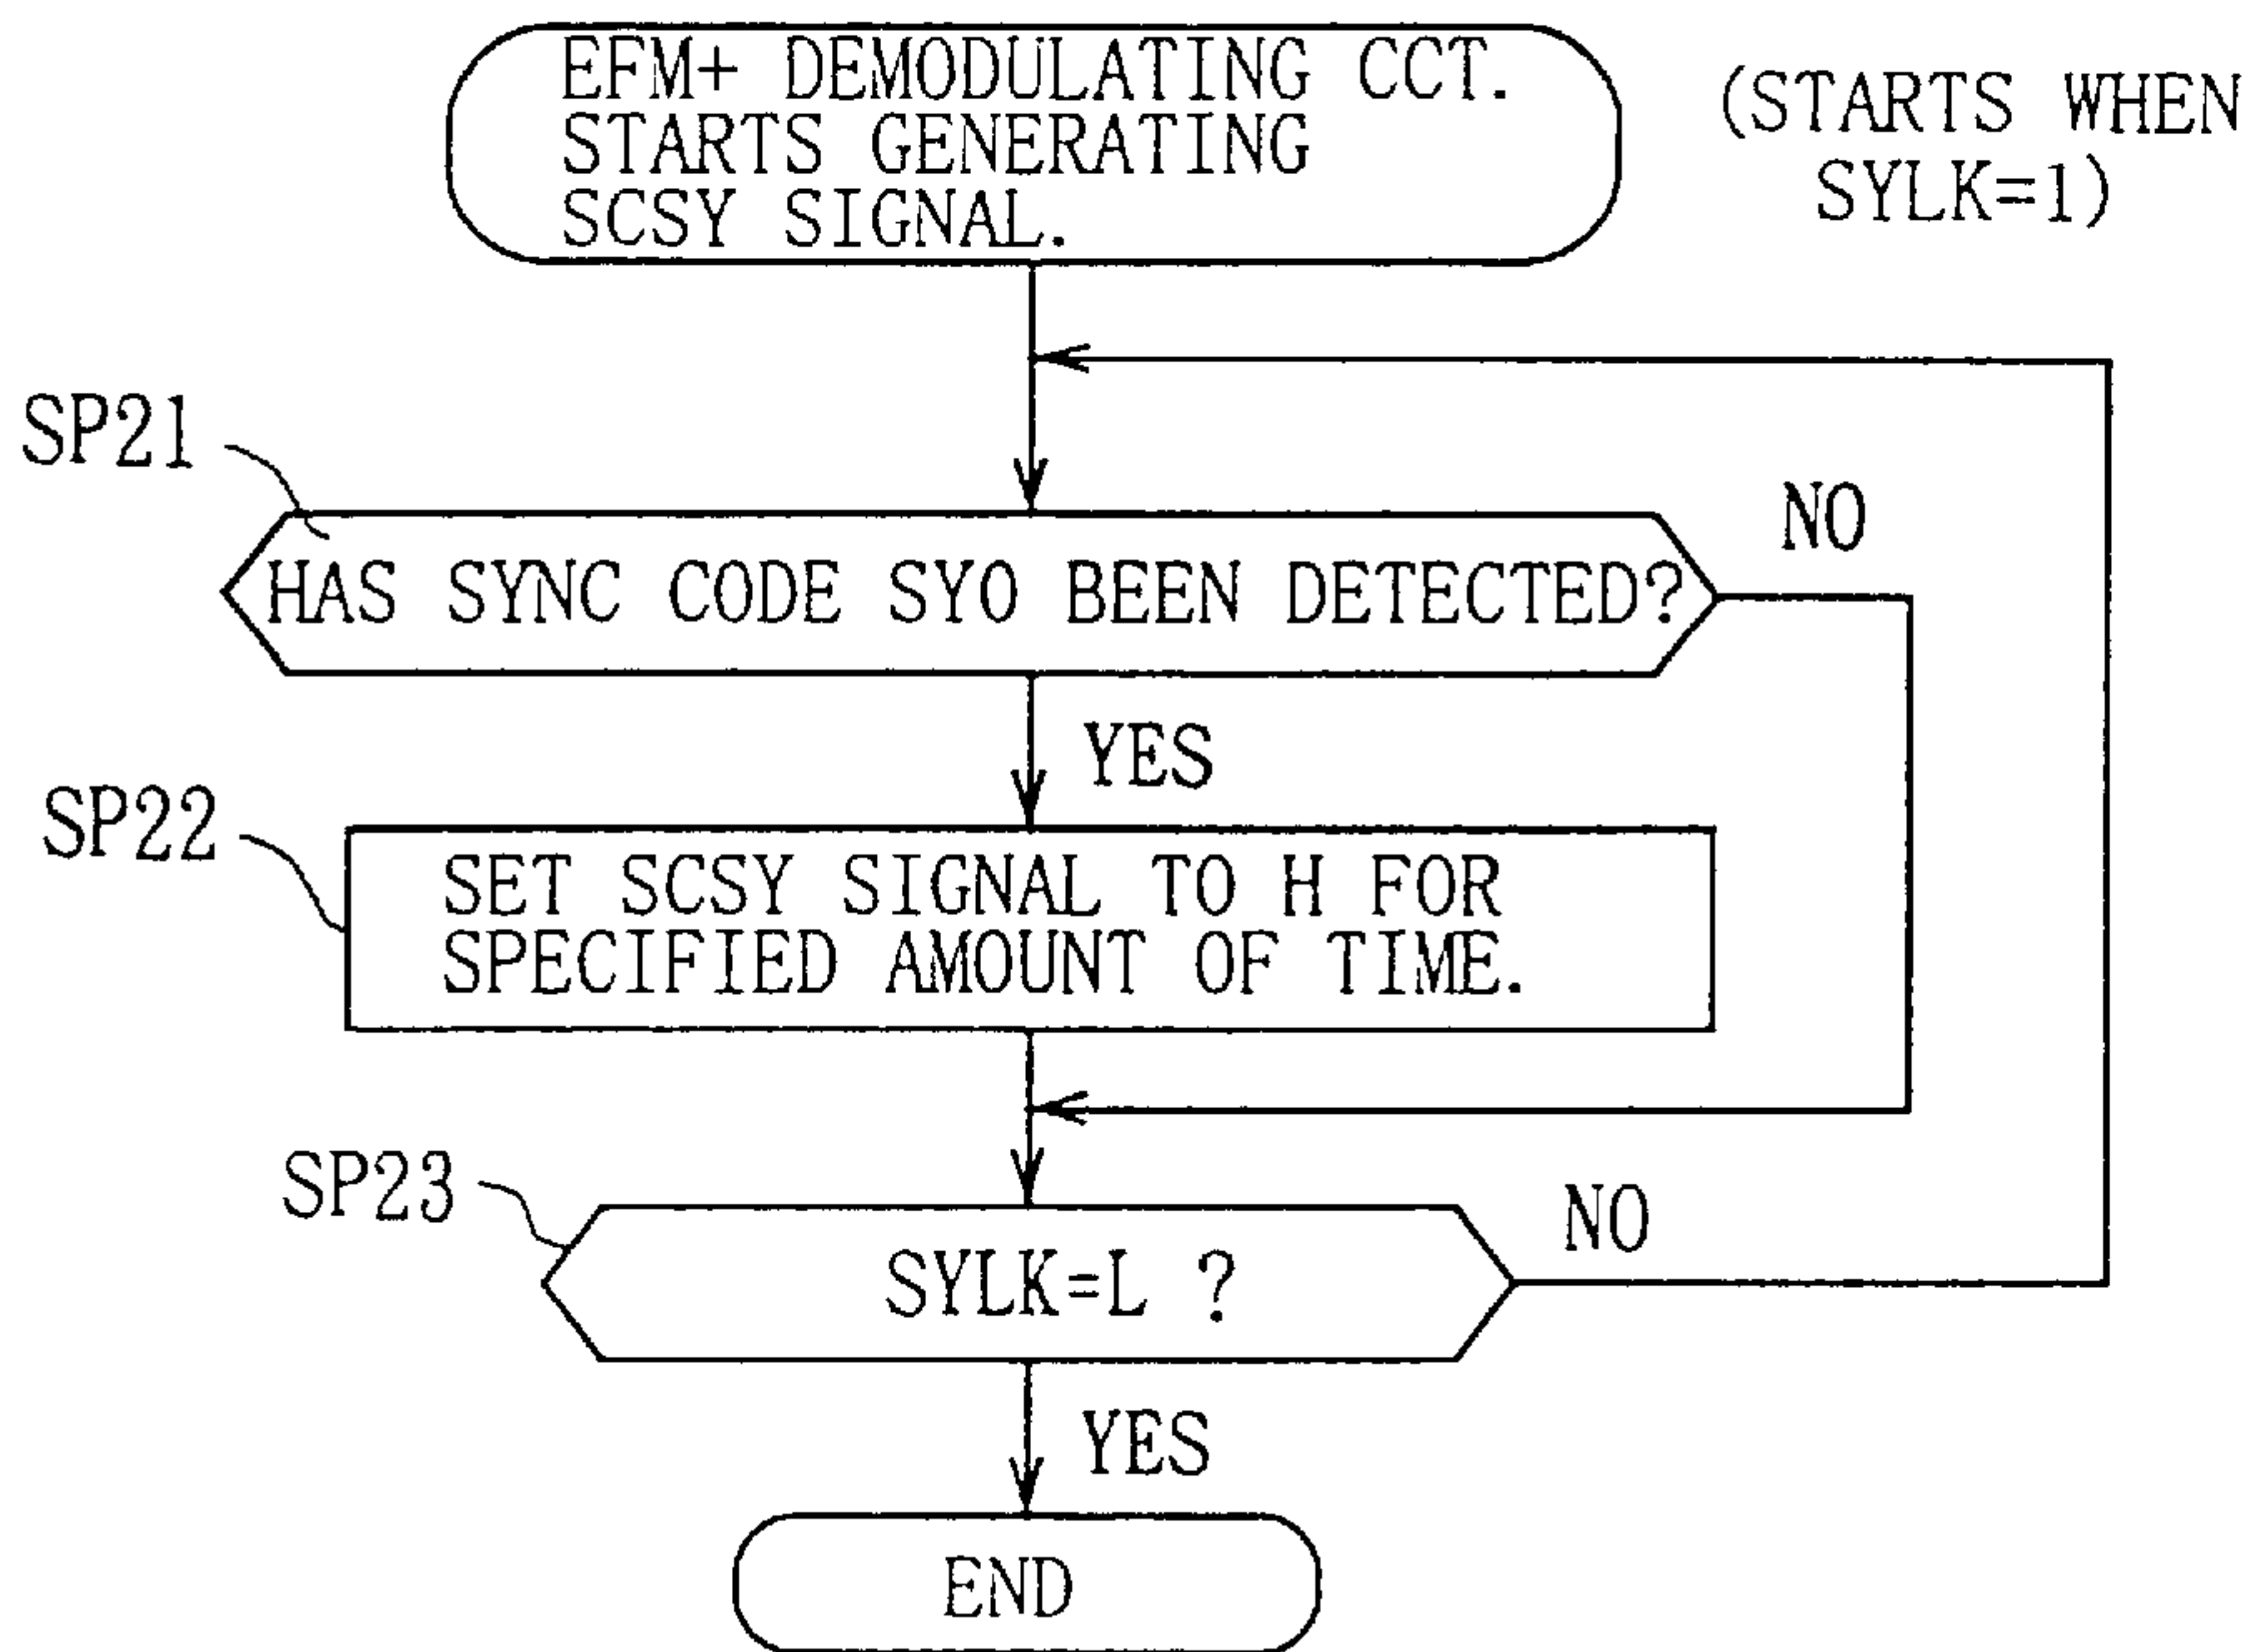 EFM+ DEMODULATING CCT.
STARTS GENERATING
SCSY SIGNAL.
(STARTS WHEN
SYLK=1)
SP21
NO
HAS SYNC CODE SYO BEEN DETECTED?
YES
SP22
SET SCSY SIGNAL TO H FOR
SPECIFIED AMOUNT OF TIME.
SP23
NO
SYLK=L ?
YES
END